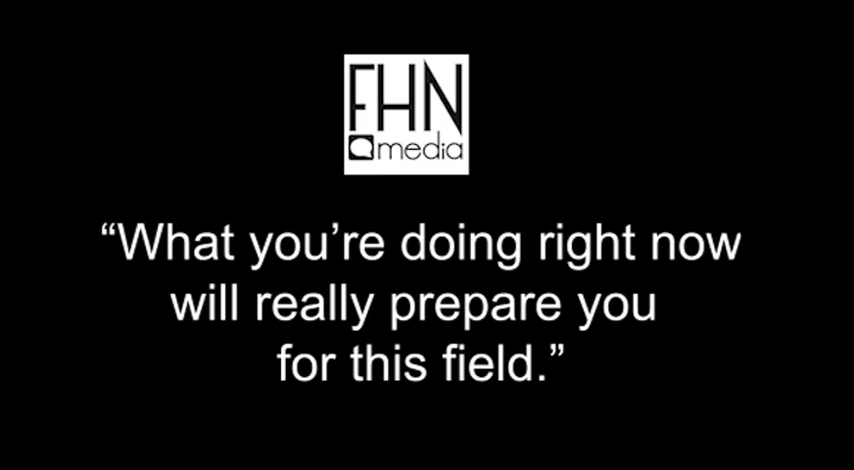 FHN
media
“What you’re doing right now
will really prepare you
for this field.”